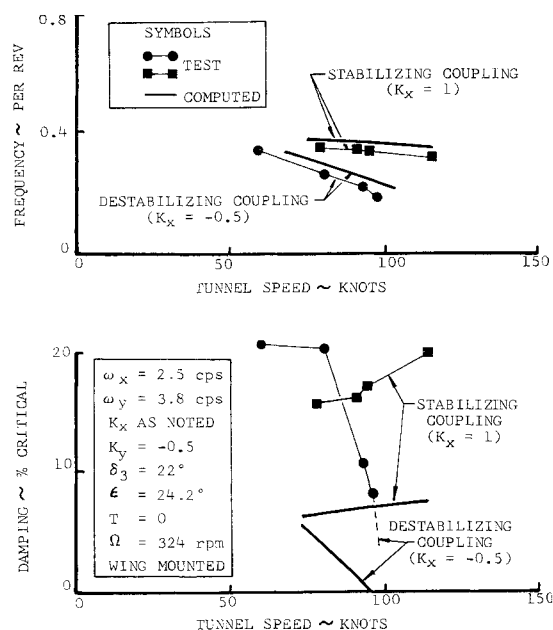 0.8
FREQUENCY ~ PER REV
SYMBOLS
TEST
COMPUTED
STABILIZING COUPLING
(Kx = 1)
0.4
DESTABILIZING COUPLING
(Kx = -0.5)
0
0
50
100
150
TUNNEL SPEED ~ KNOTS
20
DAMPING ~ % CRITICAL
ωx = 2.5 cps
ωy = 3.8 cps
Kx AS NOTED
Ky = -0.5
δ3 = 22°
ϵ = 24.2°
T = 0
Ω = 324 rpm
WING MOUNTED
STABILIZING
COUPLING
(Kx = 1)
10
DESTABILIZING
COUPLING
(Kx = -0.5)
0
0
50
100
150
TUNNEL SPEED ~ KNOTS